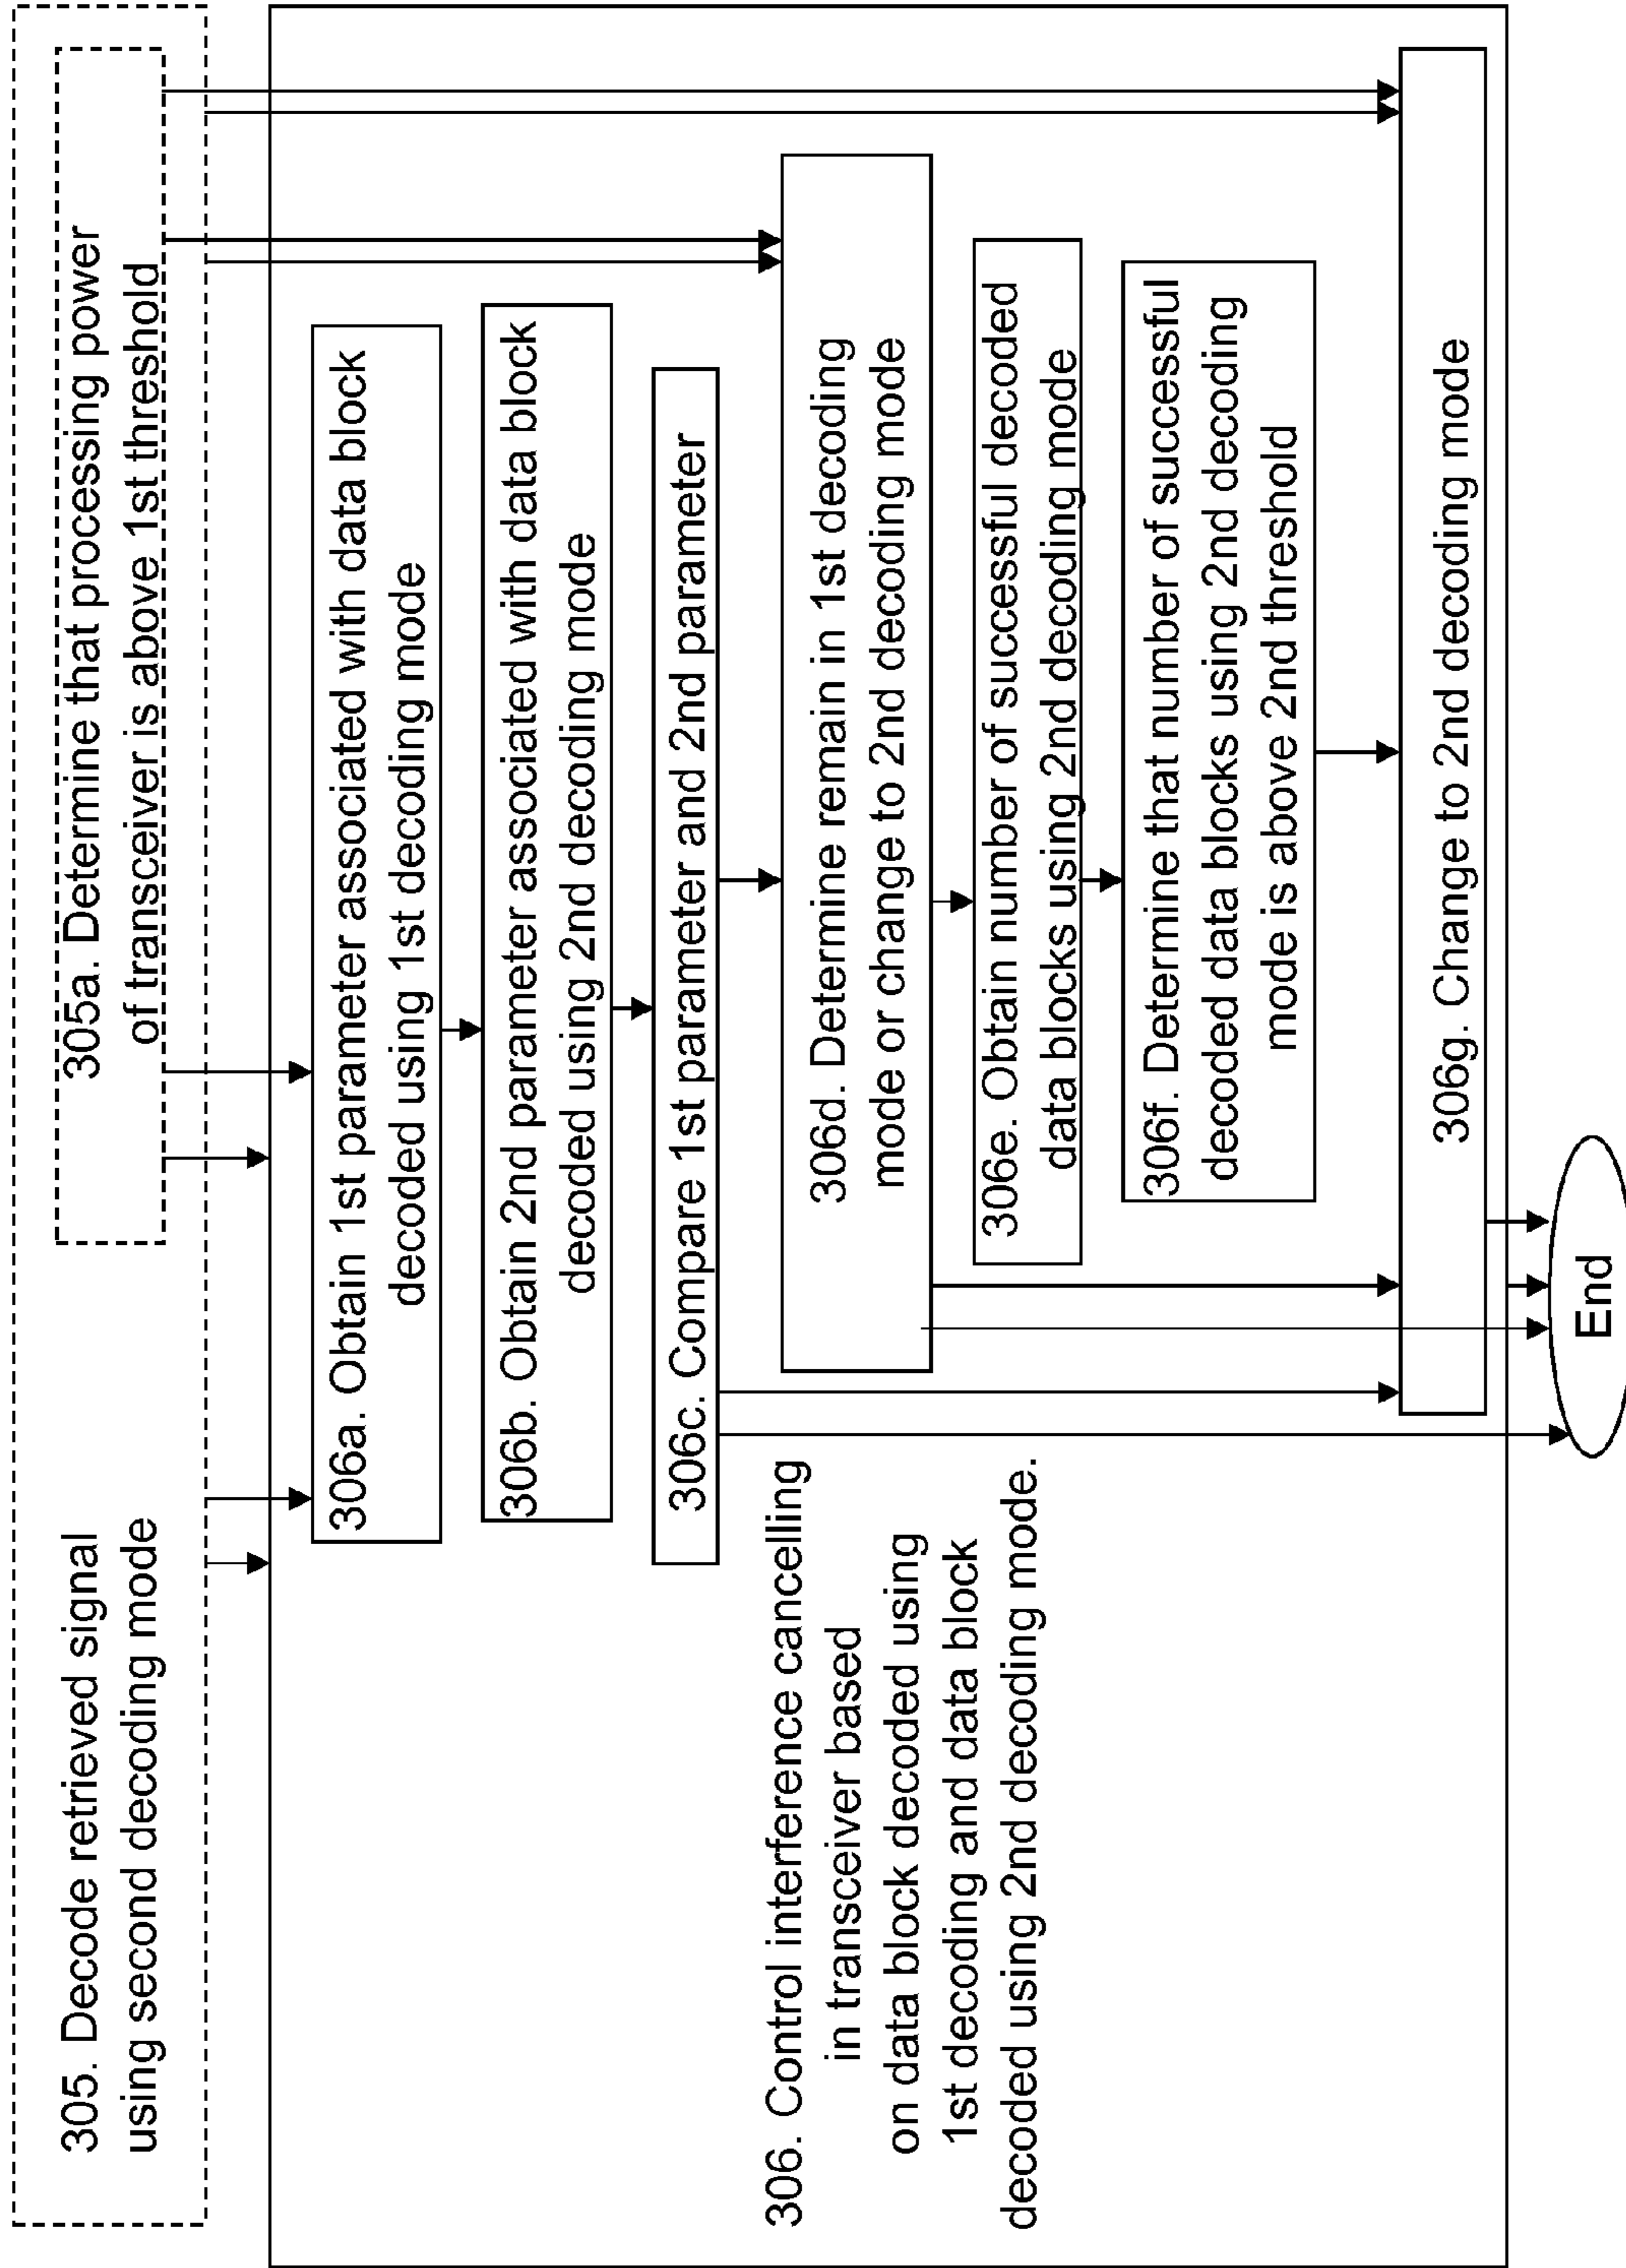 305. Decode retrieved signal
using second decoding mode
305a. Determine that processing power
of transceiver is above 1st threshold
306. Control interference cancelling
in transceiver based
on data block decoded using
1st decoding and data block
decoded using 2nd decoding mode.
306a. Obtain 1st parameter associated with data block
decoded using 1st decoding mode
306b. Obtain 2nd parameter associated with data block
decoded using 2nd decoding mode
306c. Compare 1st parameter and 2nd parameter
306d. Determine remain in 1st decoding
mode or change to 2nd decoding mode
306e. Obtain number of successful decoded
data blocks using 2nd decoding mode
306f. Determine that number of successful
decoded data blocks using 2nd decoding
mode is above 2nd threshold
306g. Change to 2nd decoding mode
End